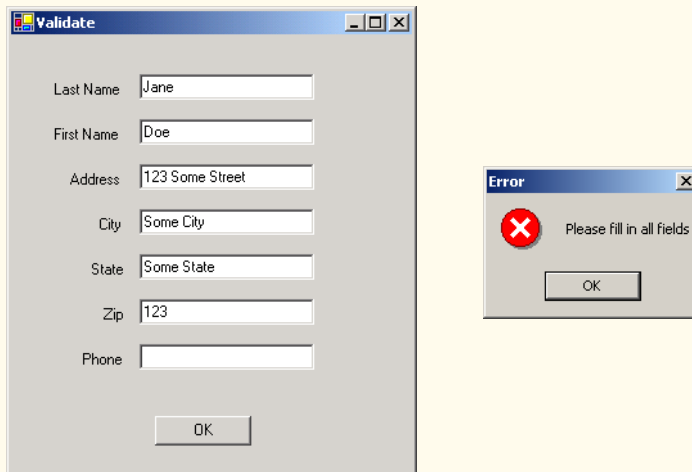 Validate
Last Name Jane
First Name Doe
Address 123 Some Street
City Some City
State Some State
Zip 123
Phone
OK
Error
Please fill in all fields
OK